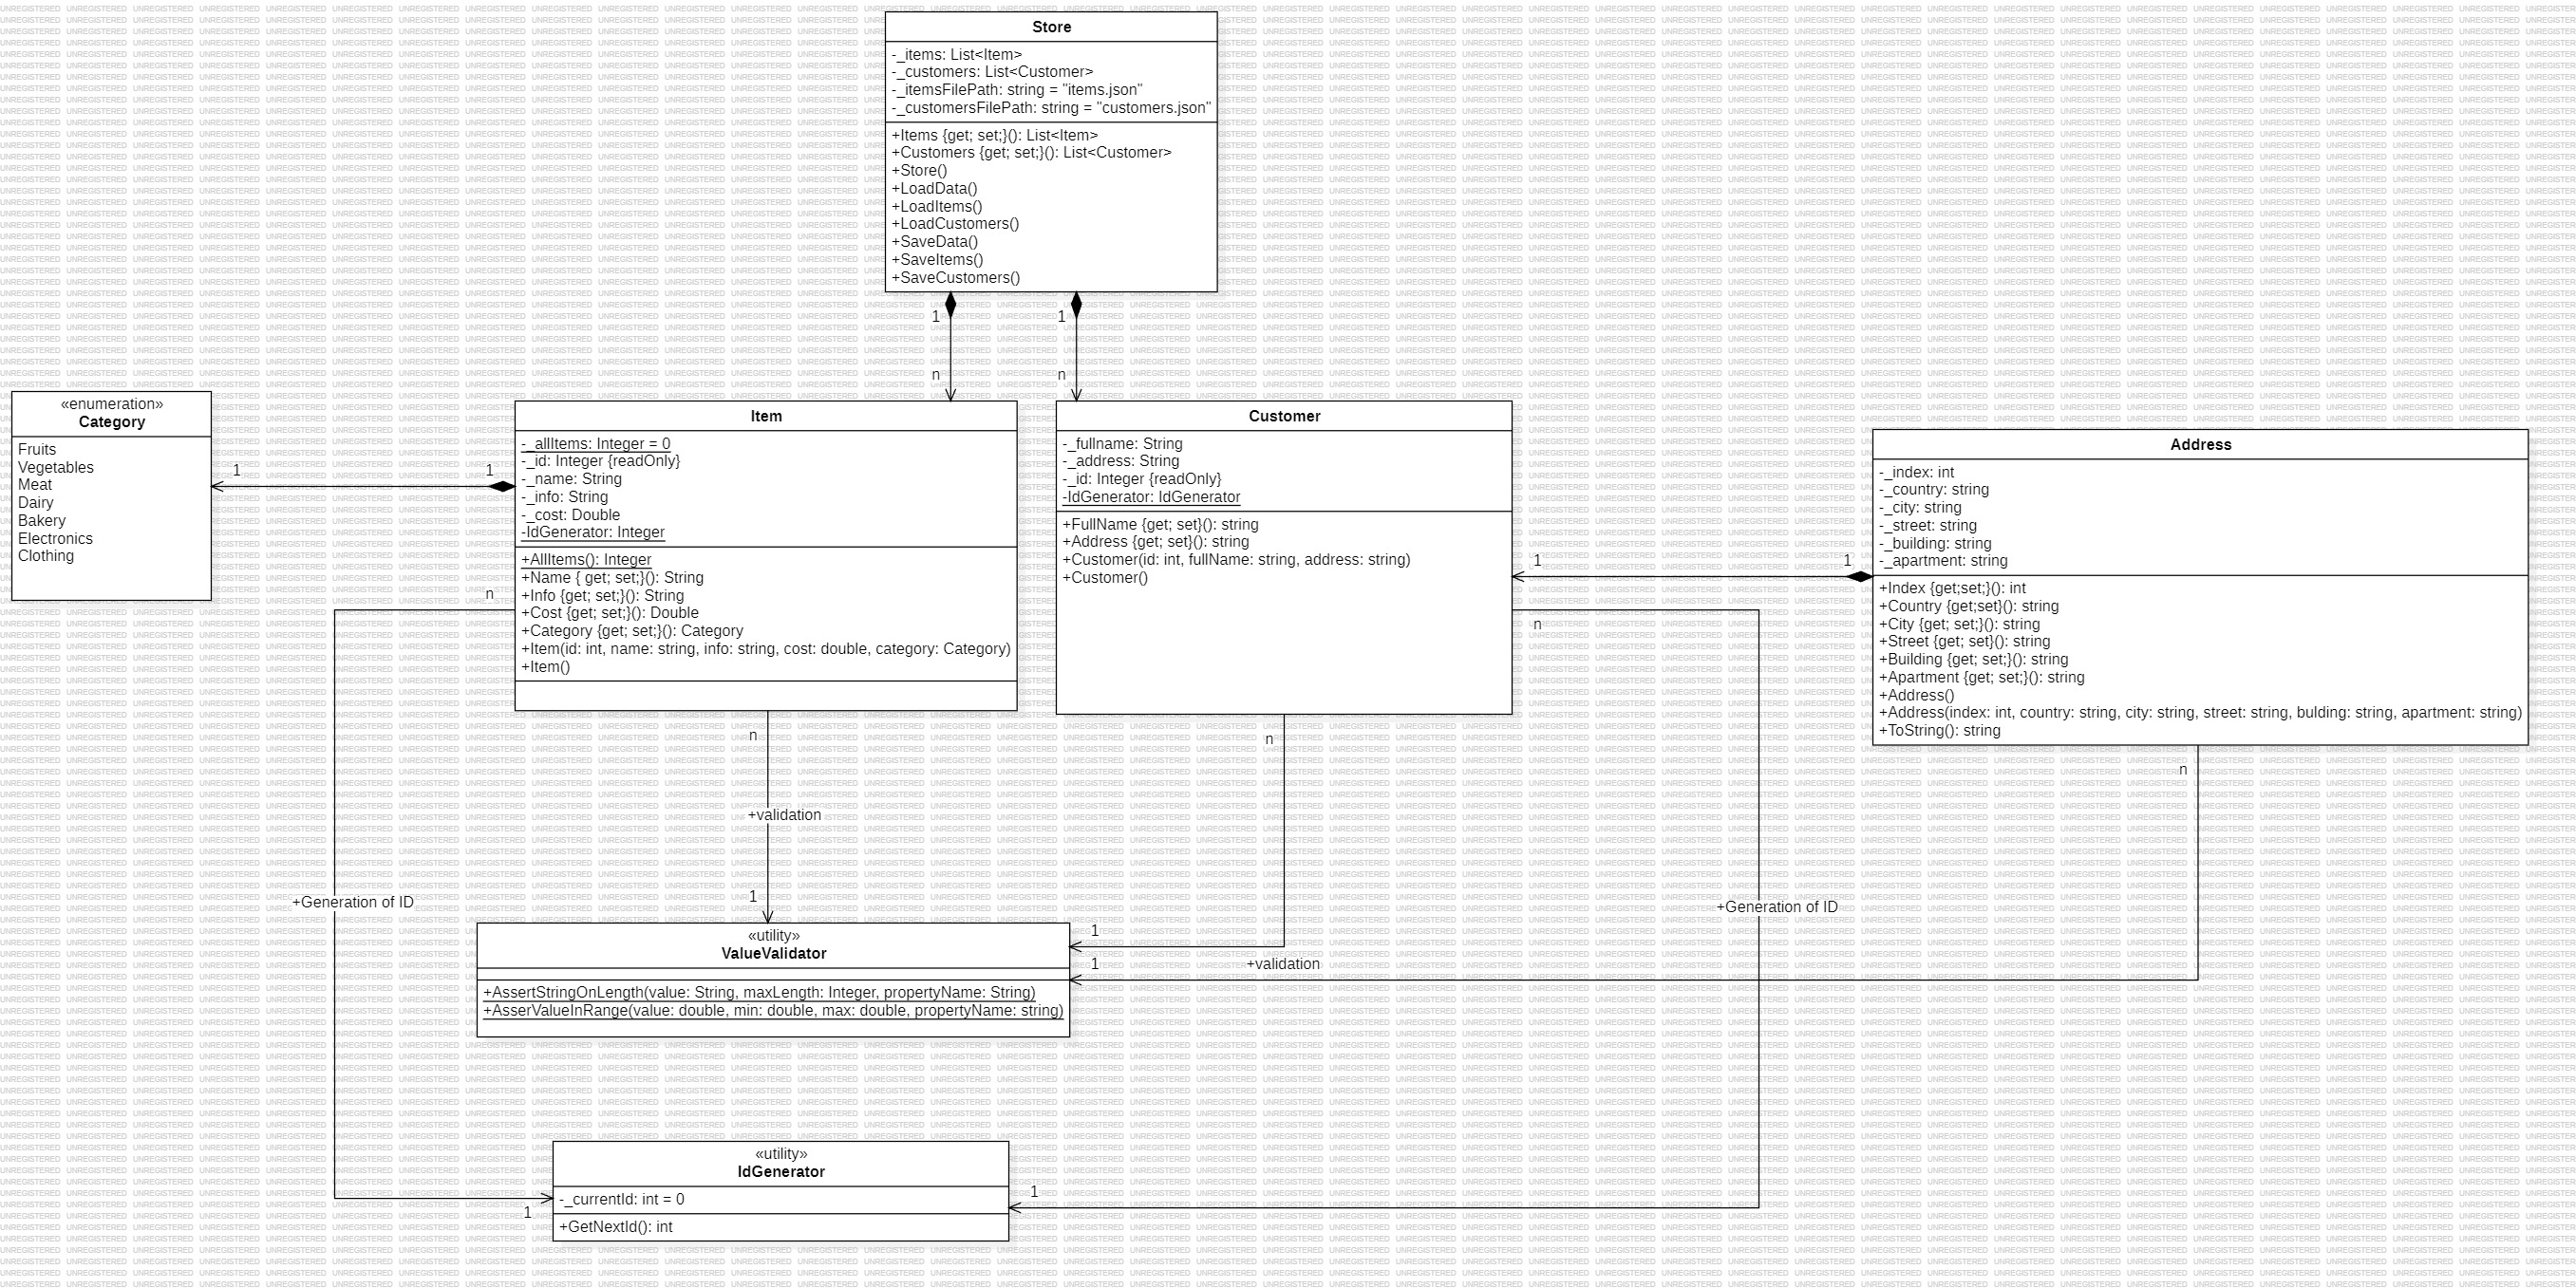 Store
-_items: List<Item>
-_customers: List<Customer>
-_itemsFilePath: string = "items.json"
-_customersFilePath: string = "customers.json"
+Items {get; set;}(): List<Item>
+Customers {get; set;}(): List<Customer>
+Store()
+LoadData()
+LoadItems()
+LoadCustomers()
+SaveData()
+SaveItems()
+SaveCustomers()
1
1
n
n
«enumeration»
Category
Fruits
Vegetables
Meat
Dairy
Bakery
Electronics
Clothing
1
1
Item
-_allItems: Integer = 0
-_id: Integer {readOnly}
-_name: String
-_info: String
-_cost: Double
-IdGenerator: Integer
+AllItems(): Integer
+Name { get; set;}(): String
+Info {get; set;}(): String
+Cost {get; set;}(): Double
+Category {get; set;}(): Category
+Item(id: int, name: string, info: string, cost: double, category: Category)
+Item()
n
Customer
-_fullname: String
-_address: String
-_id: Integer {readOnly}
-IdGenerator: IdGenerator
+FullName {get; set}(): string
+Address {get; set}(): string
+Customer(id: int, fullName: string, address: string)
+Customer()
1
1
n
Address
-_index: int
-_country: string
-_city: string
-_street: string
-_building: string
-_apartment: string
+Index {get;set;}(): int
+Country {get;set}(): string
+City {get; set;}(): string
+Street {get; set}(): string
+Building {get; set;}(): string
+Apartment {get; set;}(): string
+Address()
+Address(index: int, country: string, city: string, street: string, bulding: string, apartment: string)
+ToString(): string
n
n
n
+validation
+Generation of ID
1
+Generation of ID
«utility»
ValueValidator
+AssertStringOnLength(value: String, maxLength: Integer, propertyName: String)
+AsserValueInRange(value: double, min: double, max: double, propertyName: string)
1
1
+validation
«utility»
IdGenerator
-_currentId: int = 0
+GetNextId(): int
1
1
UNREGISTERED